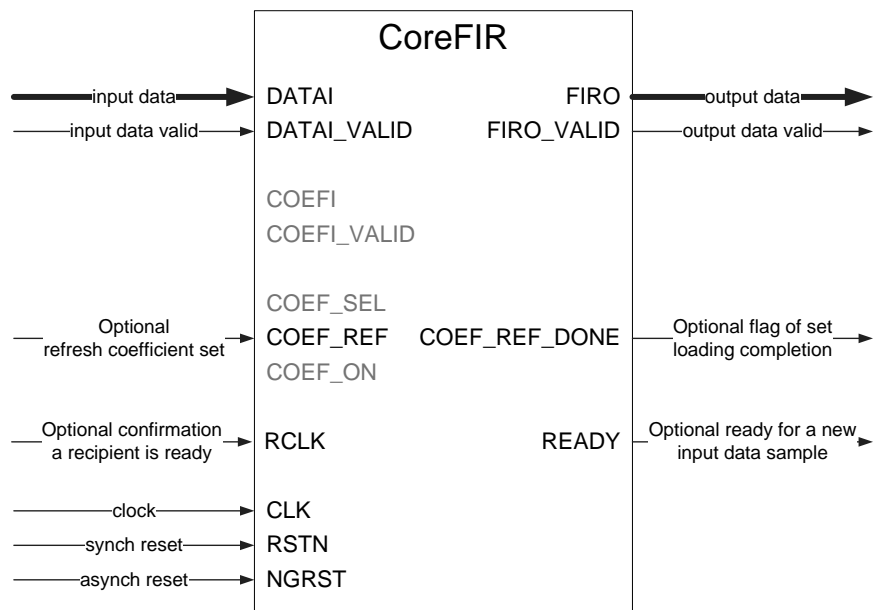 CoreFIR
input data DATAI FIRO output data
input data valid DATAI_VALID FIRO_VALID output data valid
COEFI
COEFI_VALID
COEF_SEL
Optional
refresh coefficient set
COEF_REF COEF_REF_DONE
Optional flag of set
loading completion
COEF_ON
Optional confirmation
a recipient is ready
RCLK READY
Optional ready for a new
input data sample
clock CLK
synch reset RSTN
asynch reset NGRST